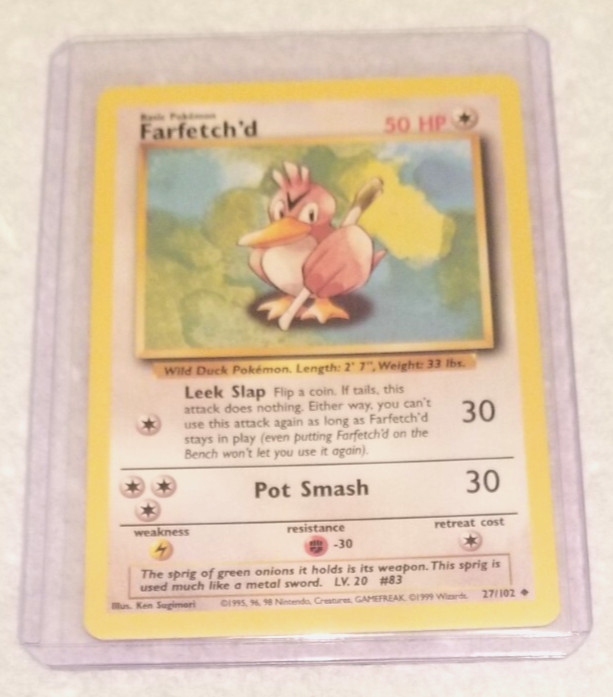 Basic Pokémon
Farfetch'd 50 HP
Wild Duck Pokémon. Length: 2' 7", Weight: 33 lbs.
Leek Slap Flip a coin. If tails, this
attack does nothing. Either way, you can't
use this attack again as long as Farfetch'd
stays in play (even putting Farfetch'd on the
Bench won't let you use it again).
30
Pot Smash 30
weakness resistance retreat cost
-30
The sprig of green onions it holds is its weapon. This sprig is
used much like a metal sword. LV. 20 #83
Illus. Ken Sugimori ©1995, 96, 98 Nintendo, Creatures, GAMEFREAK. ©1999 Wizards. 27/102